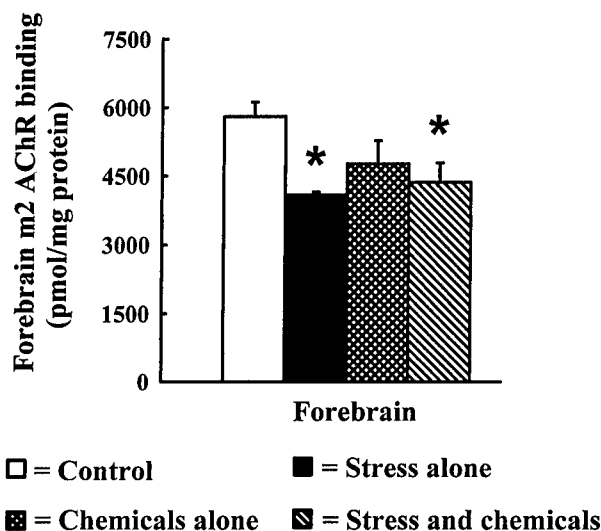 Forebrain m2 AChR binding
(pmol/mg protein)
7500
6000
4500
3000
1500
0
*
*
Forebrain
= Control
= Stress alone
= Chemicals alone
= Stress and chemicals